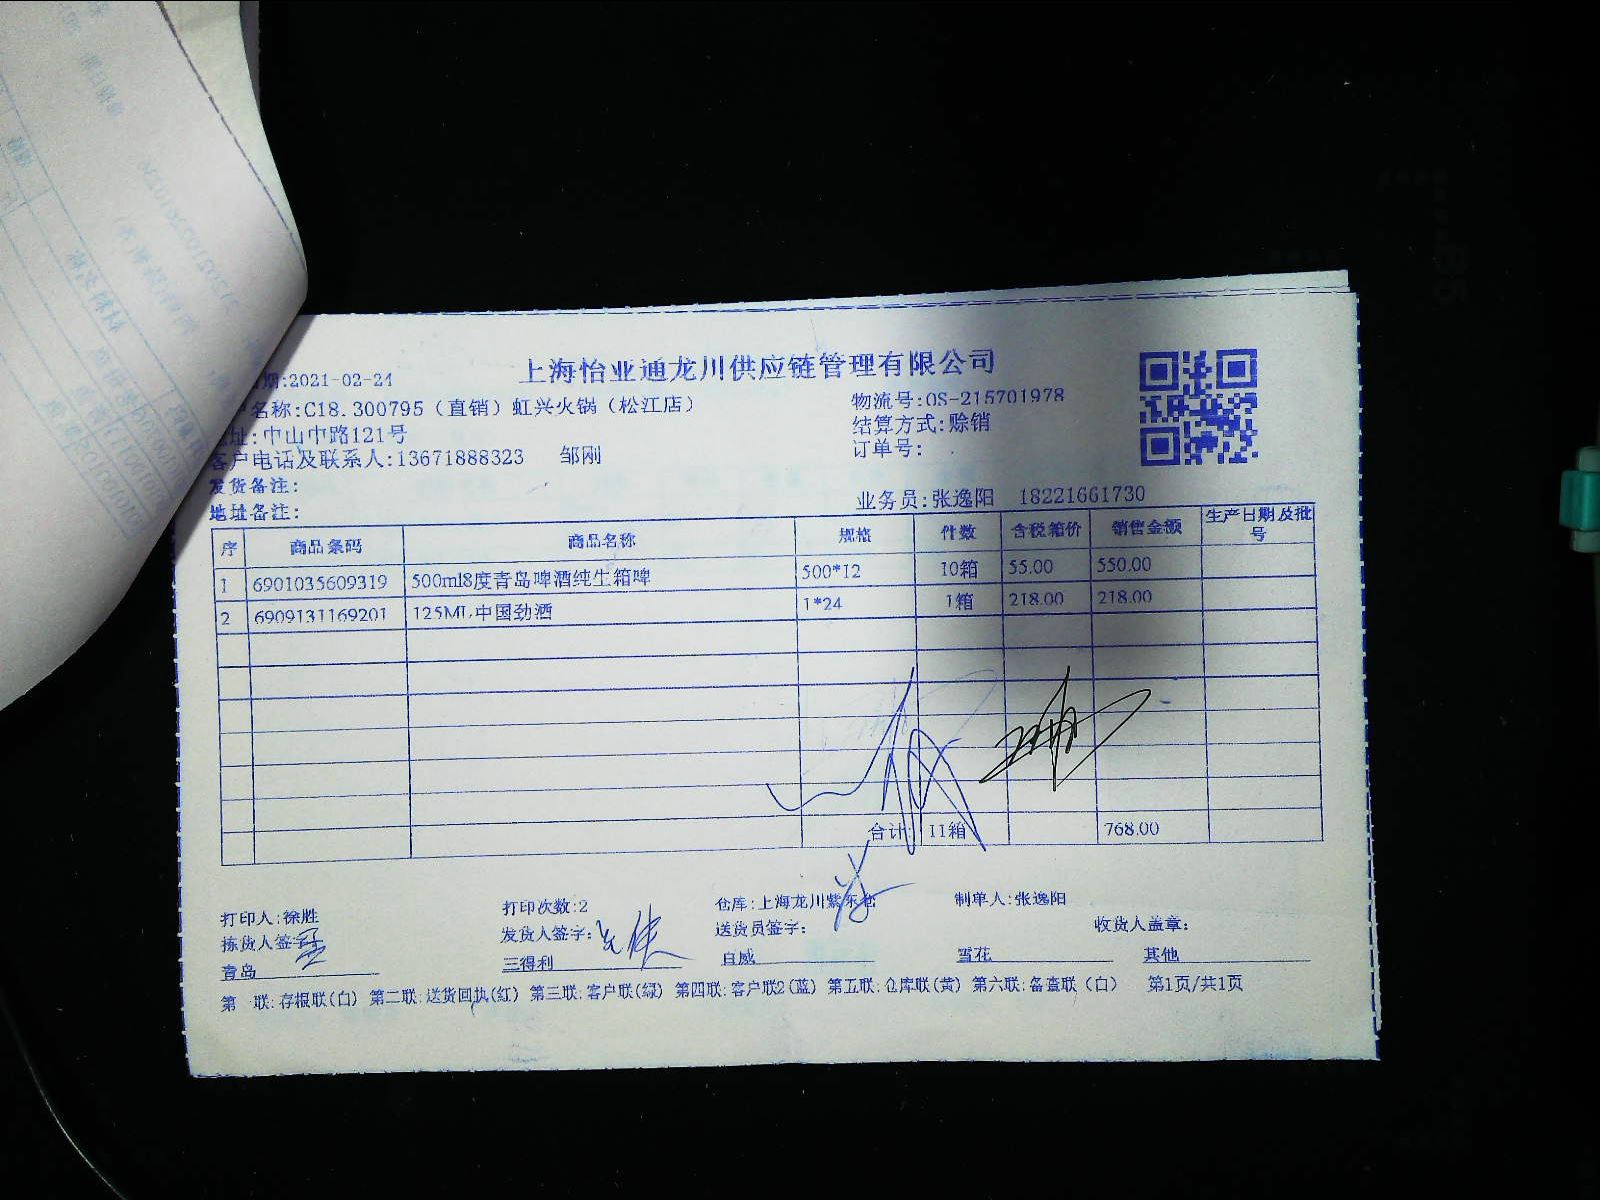 上海怡亚通龙川供应链管理有限公司
期:2021-02-24
名称:C18.300795（直销）虹兴火锅（松江店）
物流号:OS-215701978
址:中山中路121号
结算方式:赊销
客户电话及联系人:13671888323 邹刚
订单号:
发货备注:
地址备注:
业务员:张逸阳 18221661730
序 商品条码 商品名称 规格 件数 含税箱价 销售金额 生产日期及批号
1 6901035609319 500ml8度青岛啤酒纯生箱啤 500*12 10箱 55.00 550.00
2 6909131169201 125ML中国劲酒 1*24 1箱 218.00 218.00
合计: 11箱 768.00
打印人:徐胜 打印次数:2 仓库:上海龙川紫东仓 制单人:张逸阳
拣货人签字 发货人签字: 送货员签字: 收货人盖章:
青岛 三得利 百威 雪花 其他
第一联:存根联(白) 第二联:送货回执(红) 第三联:客户联(绿) 第四联:客户联2(蓝) 第五联:仓库联(黄) 第六联:备查联(白) 第1页/共1页